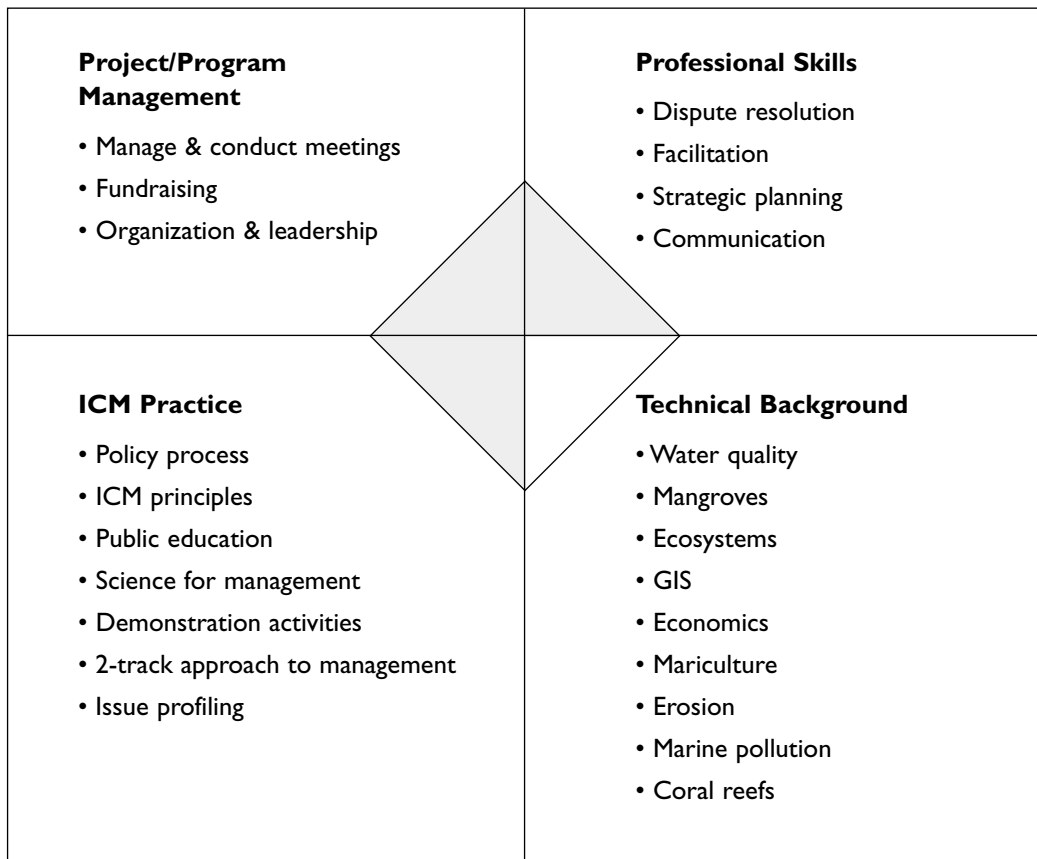 Project/Program
Management
• Manage & conduct meetings
• Fundraising
• Organization & leadership
Professional Skills
• Dispute resolution
• Facilitation
• Strategic planning
• Communication
ICM Practice
• Policy process
• ICM principles
• Public education
• Science for management
• Demonstration activities
• 2-track approach to management
• Issue profiling
Technical Background
• Water quality
• Mangroves
• Ecosystems
• GIS
• Economics
• Mariculture
• Erosion
• Marine pollution
• Coral reefs